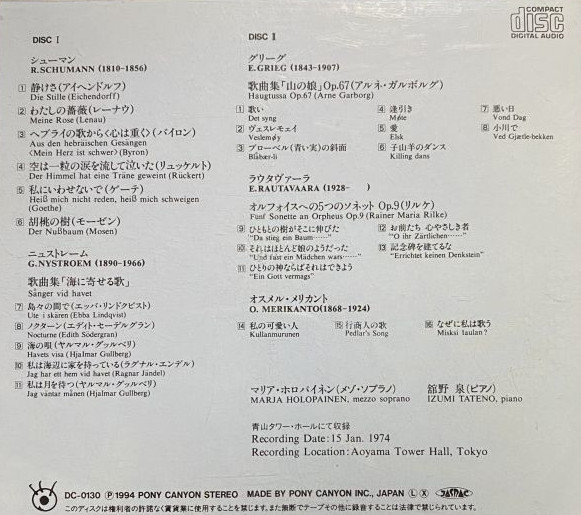 DISC I
シューマン
R.SCHUMANN (1810-1856)
1 静けさ(アイヘンドルフ)
Die Stille (Eichendorff)
2 わたしの薔薇(レーナウ)
Meine Rose (Lenau)
3 ヘブライの歌から〈心は重く〉(バイロン)
Aus den hebräischen Gesängen
〈Mein Herz ist schwer〉(Byron)
4 空は一粒の涙を流して泣いた(リュッケルト)
Der Himmel hat eine Träne geweint (Rückert)
5 私にいわせないで(ゲーテ)
Heiß mich nicht reden, heiß mich schweigen
(Goethe)
6 胡桃の樹(モーゼン)
Der Nußbaum (Mosen)
ニュストレーム
G.NYSTROEM (1890-1966)
歌曲集「海に寄せる歌」
Sånger vid havet
7 島々の間で(エッバ・リンドクビスト)
Ute i skären (Ebba Lindqvist)
8 ノクターン(エディト・セーデルグラン)
Nocturne (Edith Södergran)
9 海の唄(ヤルマル・グッルベリ)
Havets visa (Hjalmar Gullberg)
10 私は海辺に家を持っている(ラグナル・エンデル)
Jag har ett hem vid havet (Ragnar Jändel)
11 私は月を待つ(ヤルマル・グッルベリ)
Jag väntar månen (Hjalmar Gullberg)
DISC II
グリーグ
E.GRIEG (1843-1907)
歌曲集「山の娘」Op.67(アルネ・ガルボルグ)
Haugtussa Op.67 (Arne Garborg)
1 歌い
Det syng
2 ヴェスレモェイ
Veslemøy
3 ブローベル(青い実)の斜面
Blåbær-li
4 逢引き
Møte
5 愛
Elsk
6 子山羊のダンス
Killing dans
7 悪い日
Vond Dag
8 小川で
Ved Gjætle-bekken
ラウタヴァーラ
E.RAUTAVAARA (1928- )
オルフォイスへの5つのソネット Op.9(リルケ)
Funf Sonette an Orpheus Op.9 (Rainer Maria Rilke)
9 ひともとの樹がそこに伸びた
"Da stieg ein Baum……"
10 それはほとんど娘のようだった
"Und fast ein Mädchen wars……"
11 ひとりの神ならばそれはできよう
"Ein Gott vermags"
12 お前たち 心やさしき者
"O ihr Zärtlichen……"
13 記念碑を建てるな
"Errichtet keinen Denkstein"
オスメル・メリカント
O. MERIKANTO(1868-1924)
14 私の可愛い人
Kullanmurunen
15 行商人の歌
Pedlar's Song
16 なぜに私は歌う
Miksi laulan?
マリア・ホロパイネン(メゾ・ソプラノ)
MARJA HOLOPAINEN, mezzo soprano
舘野 泉(ピアノ)
IZUMI TATENO, piano
青山タワー・ホールにて収録
Recording Date: 15 Jan. 1974
Recording Location: Aoyama Tower Hall, Tokyo
COMPACT
disc
DIGITAL AUDIO
DC-0130 Ⓟ 1994 PONY CANYON STEREO MADE BY PONY CANYON INC., JAPAN L X JASRAC
このディスクは権利者の許諾なく賃貸業に使用することを禁じます。また無断でテープその他に録音することは法律で禁じられています。